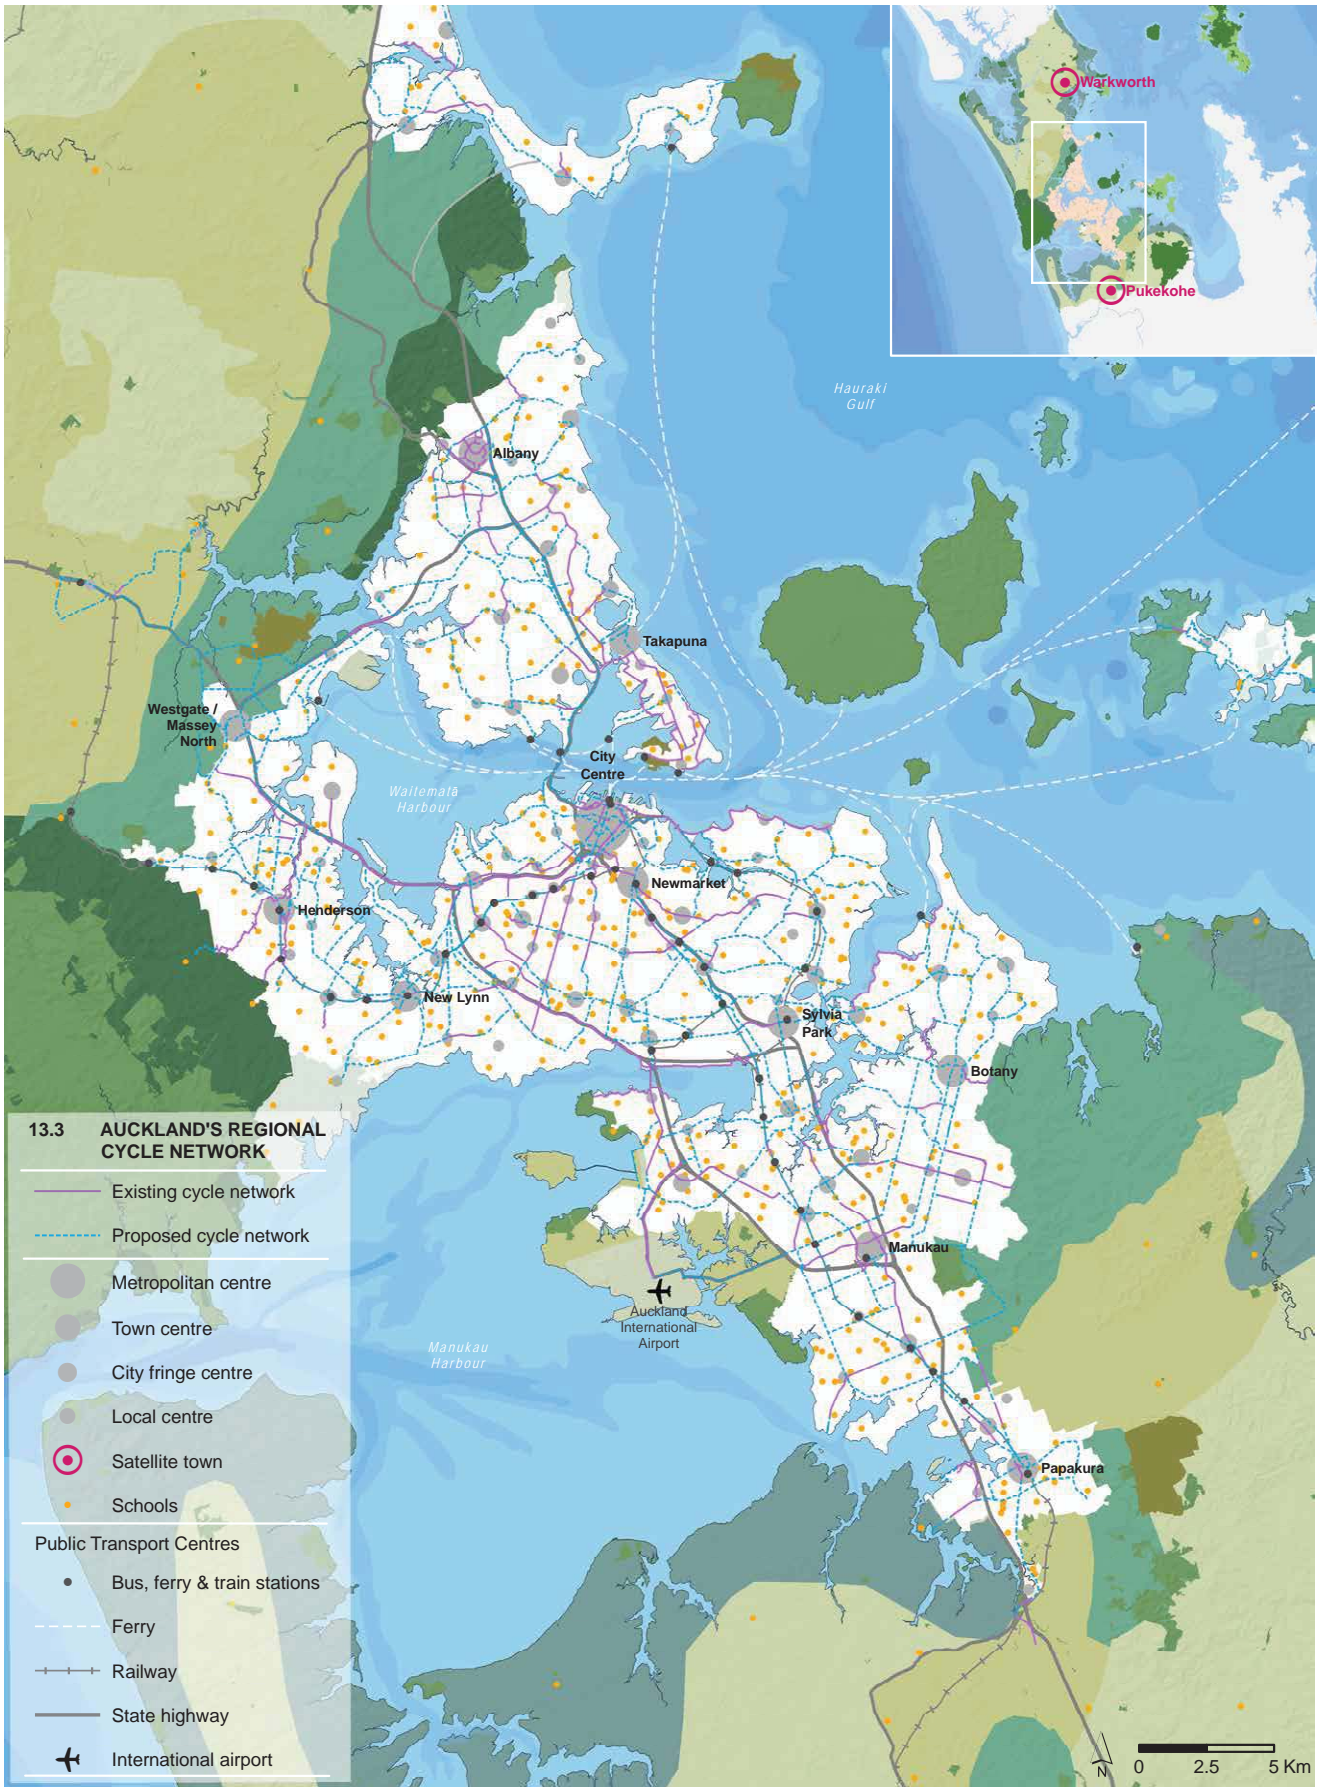 Warkworth
Pukekohe
Hauraki
Gulf
Albany
Takapuna
Westgate /
Massey
North
City
Centre
Waitematā
Harbour
Newmarket
Henderson
New Lynn
Sylvia
Park
Botany
Manukau
Auckland
International
Airport
Manukau
Harbour
Papakura
13.3 AUCKLAND'S REGIONAL
CYCLE NETWORK
Existing cycle network
Proposed cycle network
Metropolitan centre
Town centre
City fringe centre
Local centre
Satellite town
Schools
Public Transport Centres
Bus, ferry & train stations
Ferry
Railway
State highway
International airport
N
0 2.5 5 Km